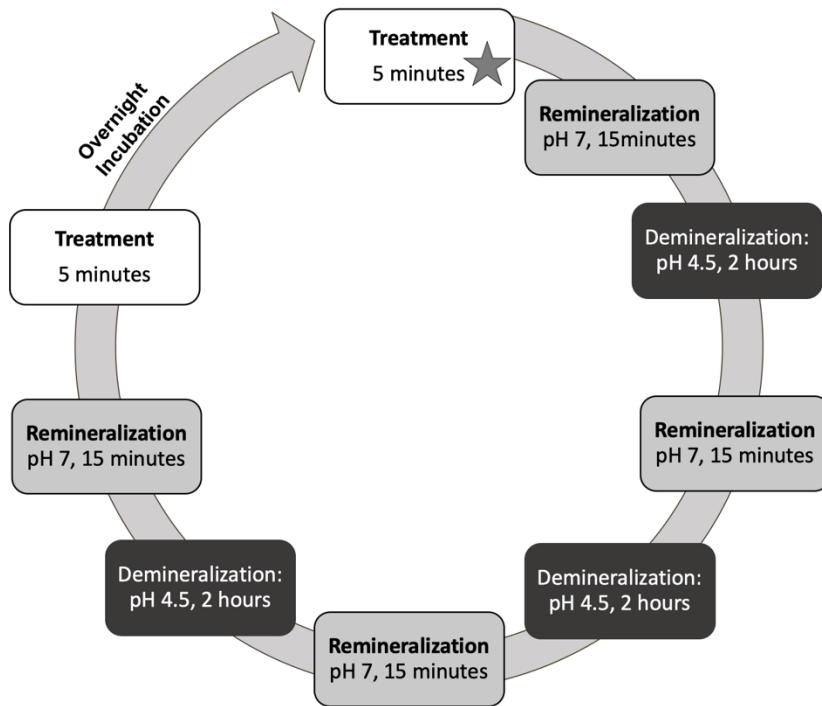 Treatment
5 minutes
Remineralization
pH 7, 15minutes
Demineralization:
pH 4.5, 2 hours
Remineralization
pH 7, 15 minutes
Demineralization:
pH 4.5, 2 hours
Remineralization
pH 7, 15 minutes
Demineralization:
pH 4.5, 2 hours
Remineralization
pH 7, 15 minutes
Treatment
5 minutes
Overnight
Incubation